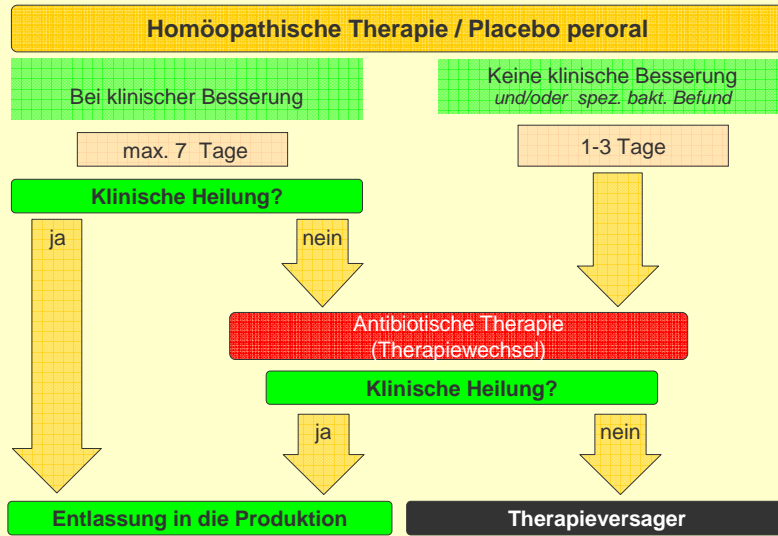 Homöopathische Therapie / Placebo peroral
Bei klinischer Besserung
Keine klinische Besserung
und/oder spez. bakt. Befund
max. 7 Tage
1-3 Tage
Klinische Heilung?
ja
nein
Antibiotische Therapie
(Therapiewechsel)
Klinische Heilung?
ja
nein
Entlassung in die Produktion
Therapieversager